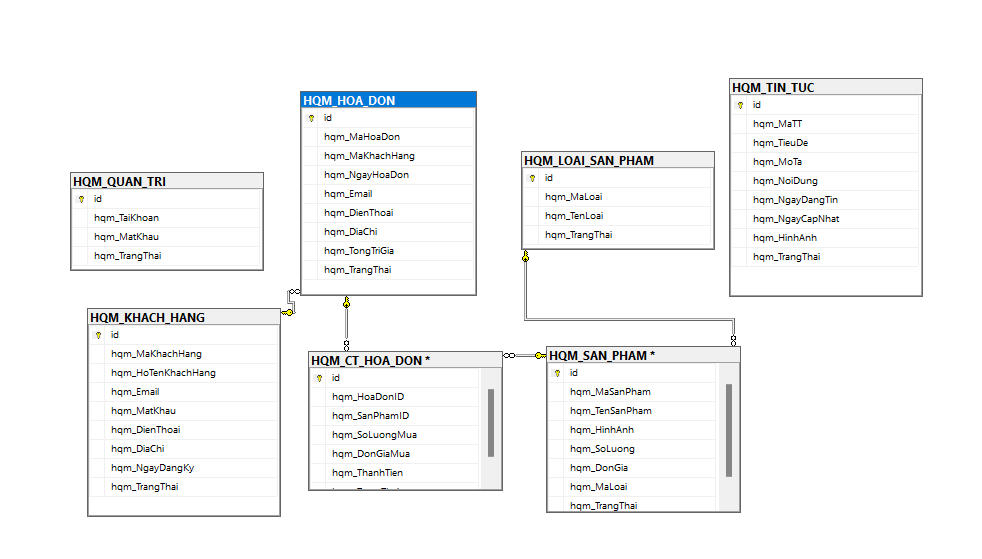 HQM_QUAN_TRI
id
hqm_TaiKhoan
hqm_MatKhau
hqm_TrangThai
HQM_HOA_DON
id
hqm_MaHoaDon
hqm_MaKhachHang
hqm_NgayHoaDon
hqm_Email
hqm_DienThoai
hqm_DiaChi
hqm_TongTriGia
hqm_TrangThai
HQM_LOAI_SAN_PHAM
id
hqm_MaLoai
hqm_TenLoai
hqm_TrangThai
HQM_TIN_TUC
id
hqm_MaTT
hqm_TieuDe
hqm_MoTa
hqm_NoiDung
hqm_NgayDangTin
hqm_NgayCapNhat
hqm_HinhAnh
hqm_TrangThai
HQM_KHACH_HANG
id
hqm_MaKhachHang
hqm_HoTenKhachHang
hqm_Email
hqm_MatKhau
hqm_DienThoai
hqm_DiaChi
hqm_NgayDangKy
hqm_TrangThai
HQM_CT_HOA_DON *
id
hqm_HoaDonID
hqm_SanPhamID
hqm_SoLuongMua
hqm_DonGiaMua
hqm_ThanhTien
HQM_SAN_PHAM *
id
hqm_MaSanPham
hqm_TenSanPham
hqm_HinhAnh
hqm_SoLuong
hqm_DonGia
hqm_MaLoai
hqm_TrangThai